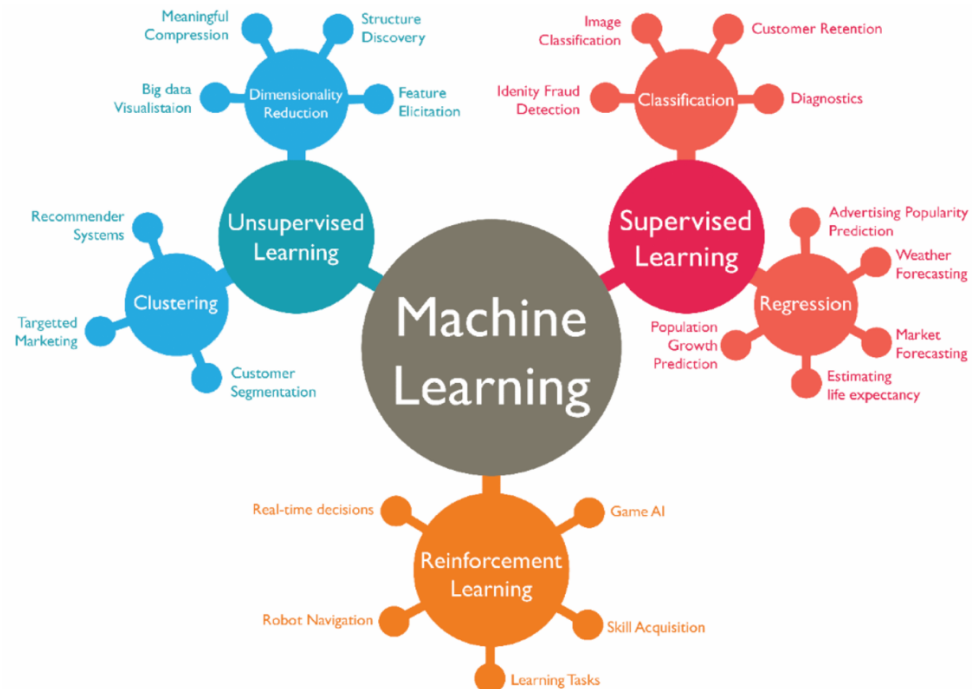 Meaningful
Compression
Structure
Discovery
Big data
Visualistaion
Dimensionality
Reduction
Feature
Elicitation
Image
Classification
Customer Retention
Idenity Fraud
Detection
Classification
Diagnostics
Recommender
Systems
Unsupervised
Learning
Supervised
Learning
Advertising Popularity
Prediction
Clustering
Weather
Forecasting
Targetted
Marketing
Machine
Learning
Population
Growth
Prediction
Regression
Market
Forecasting
Customer
Segmentation
Estimating
life expectancy
Real-time decisions
Game AI
Reinforcement
Learning
Robot Navigation
Skill Acquisition
Learning Tasks